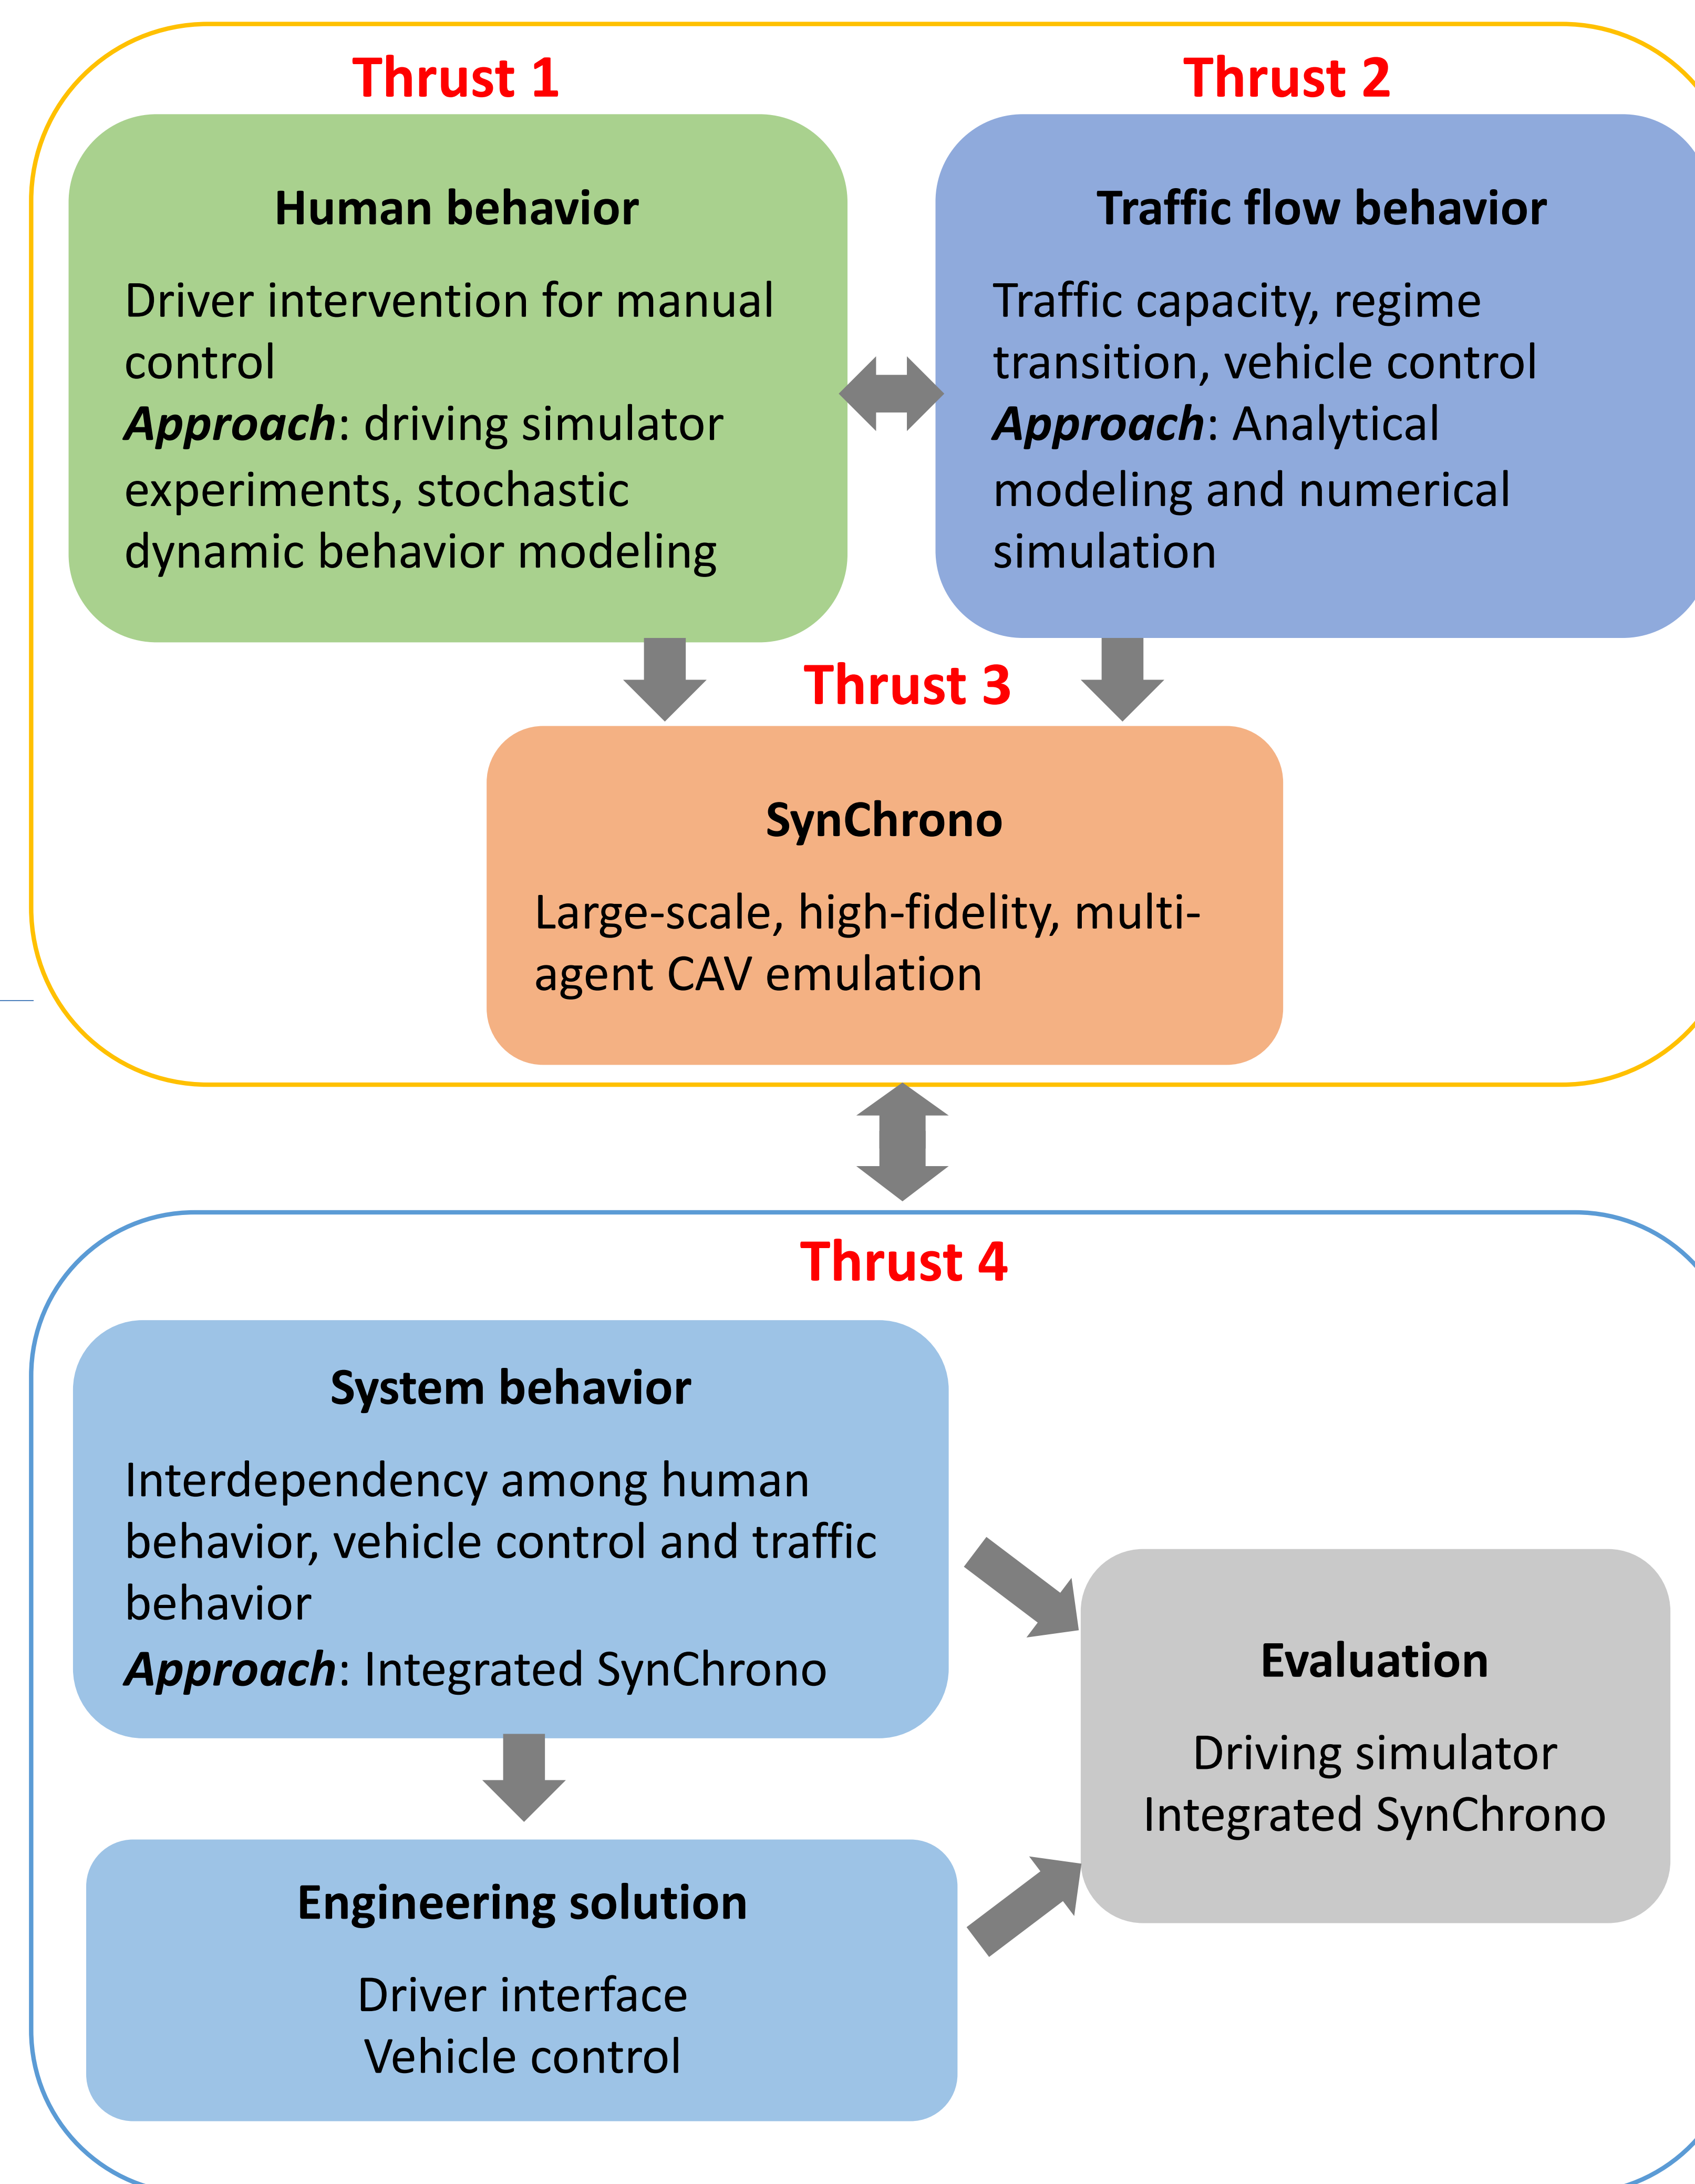 Thrust 1
Thrust 2
Human behavior
Driver intervention for manual
control
Approach: driving simulator
experiments, stochastic
dynamic behavior modeling
Traffic flow behavior
Traffic capacity, regime
transition, vehicle control
Approach: Analytical
modeling and numerical
simulation
Thrust 3
SynChrono
Large-scale, high-fidelity, multi-
agent CAV emulation
Thrust 4
System behavior
Interdependency among human
behavior, vehicle control and traffic
behavior
Approach: Integrated SynChrono
Evaluation
Driving simulator
Integrated SynChrono
Engineering solution
Driver interface
Vehicle control